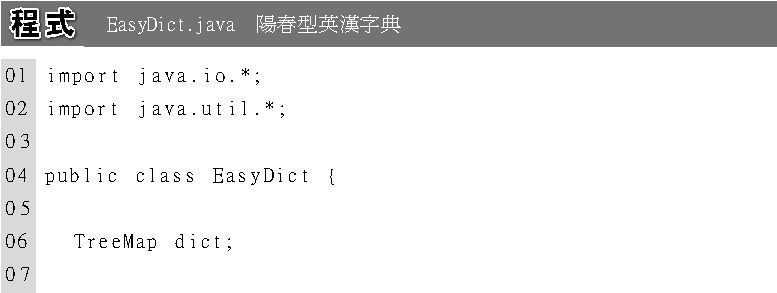 程式 EasyDict.java 陽春型英漢字典
01 import java.io.*;
02 import java.util.*;
03
04 public class EasyDict {
05
06 TreeMap dict;
07